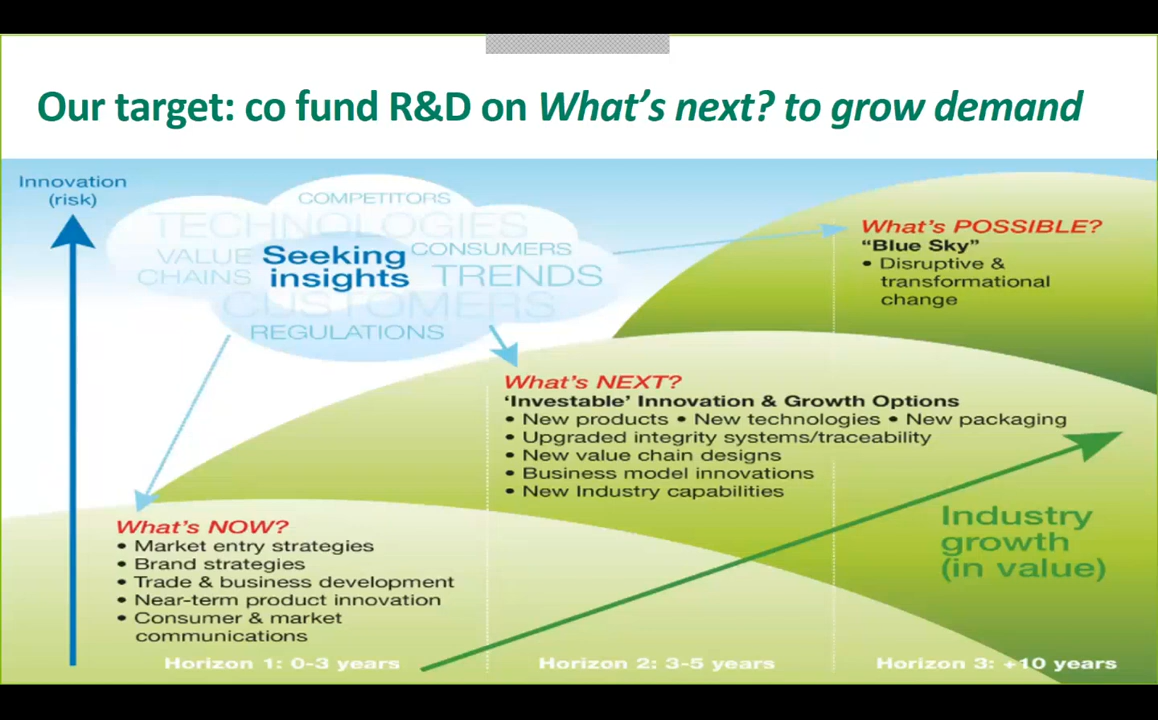 Our target: co fund R&D on What's next? to grow demand
Innovation
(risk)
COMPETITORS
TECHNOLOGIES
VALUE
CHAINS
Seeking
insights
CONSUMERS
TRENDS
CUSTOMERS
REGULATIONS
What's POSSIBLE?
“Blue Sky”
• Disruptive &
transformational
change
What's NEXT?
‘Investable’ Innovation & Growth Options
• New products • New technologies • New packaging
• Upgraded integrity systems/traceability
• New value chain designs
• Business model innovations
• New Industry capabilities
What's NOW?
• Market entry strategies
• Brand strategies
• Trade & business development
• Near-term product innovation
• Consumer & market
communications
Industry
growth
(in value)
Horizon 1: 0-3 years
Horizon 2: 3-5 years
Horizon 3: +10 years